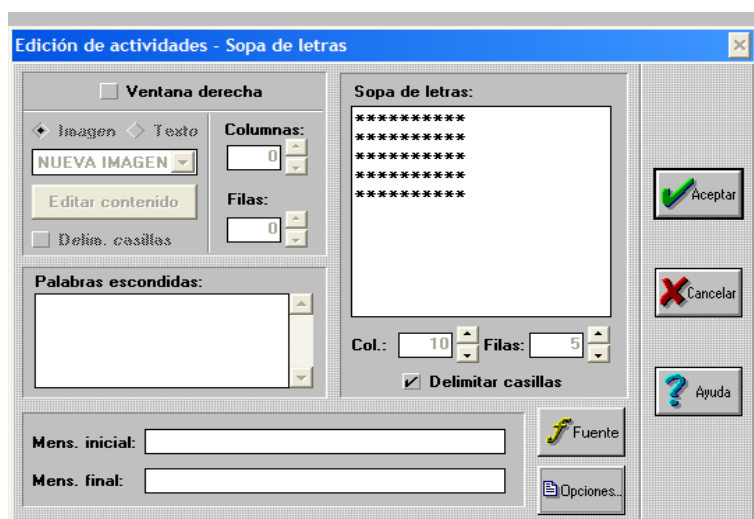 Edición de actividades - Sopa de letras
Ventana derecha
Imagen Texto
NUEVA IMAGEN
Editar contenido
Delim. casillas
Columnas:
0
Filas:
0
Palabras escondidas:
Sopa de letras:
**********
**********
**********
**********
**********
Col.: 10 Filas: 5
Delimitar casillas
Mens. inicial:
Mens. final:
Fuente
Opciones...
Aceptar
Cancelar
Ayuda